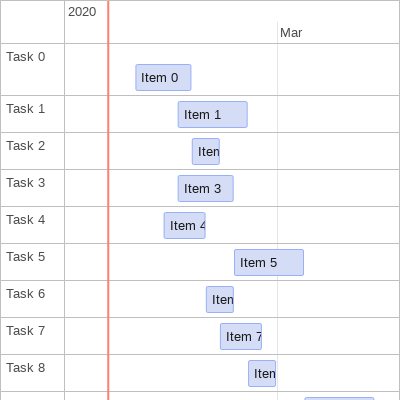 2020
Mar
Task 0
Item 0
Task 1
Item 1
Task 2
Iten
Task 3
Item 3
Task 4
Item 4
Task 5
Item 5
Task 6
Iten
Task 7
Item 7
Task 8
Iten